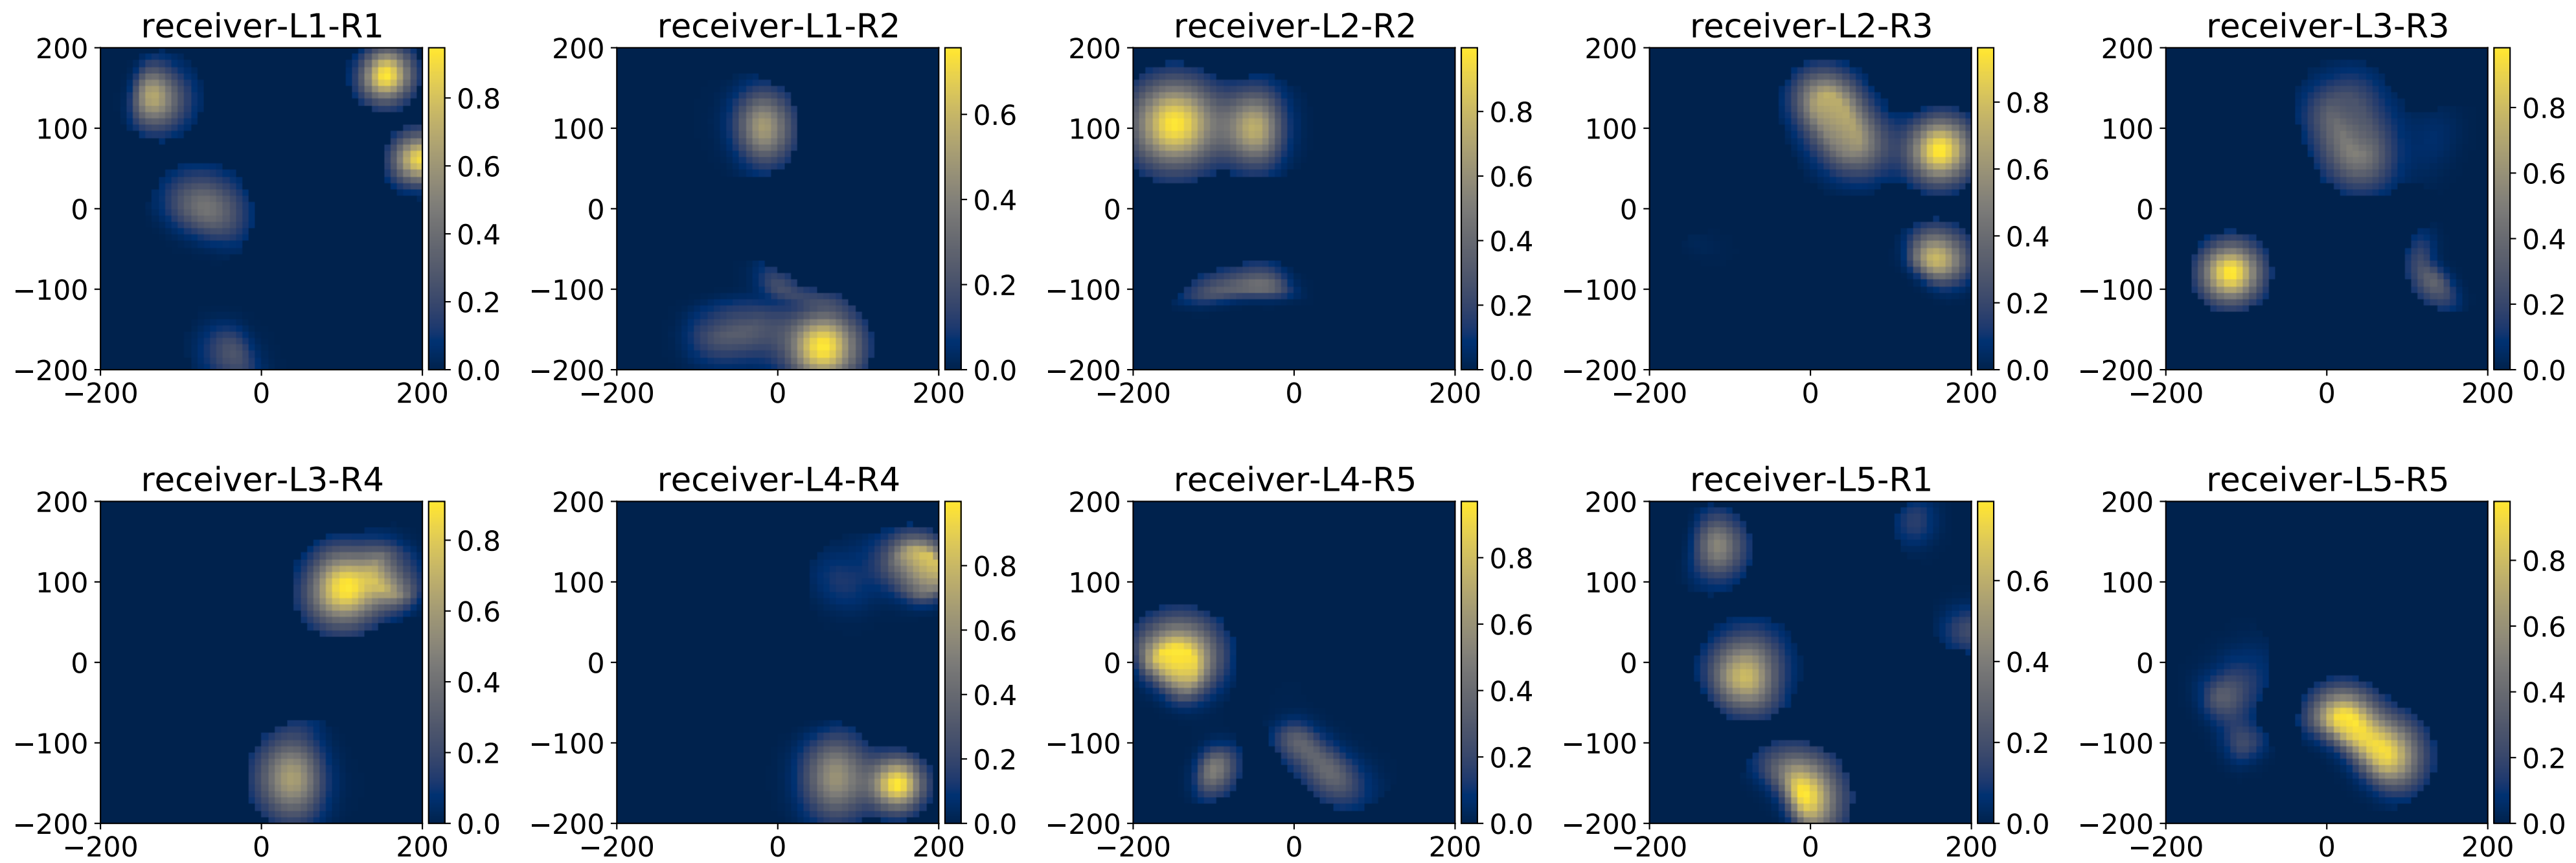 receiver-L1-R1 receiver-L1-R2 receiver-L2-R2 receiver-L2-R3 receiver-L3-R3
200 200 200 200 200
0.8 0.6 0.8 0.8 0.8
100 100 100 100 100
0.6 0.6 0.6 0.6
0 0.4 0 0 0 0
0.4 0.4 0.4 0.4
−100 0.2 −100 −100 −100 −100
0.2 0.2 0.2 0.2
−200 0.0 −200 0.0 −200 0.0 −200 0.0 −200 0.0
−200 0 200 −200 0 200 −200 0 200 −200 0 200 −200 0 200
receiver-L3-R4 receiver-L4-R4 receiver-L4-R5 receiver-L5-R1 receiver-L5-R5
200 200 200 200 200
0.8 0.8 0.8 0.6 0.8
100 100 100 100 100
0.6 0.6 0.6 0.6
0 0 0 0 0.4 0
0.4 0.4 0.4 0.4
−100 −100 −100 −100 0.2 −100
0.2 0.2 0.2 0.2
−200 0.0 −200 0.0 −200 0.0 −200 0.0 −200 0.0
−200 0 200 −200 0 200 −200 0 200 −200 0 200 −200 0 200